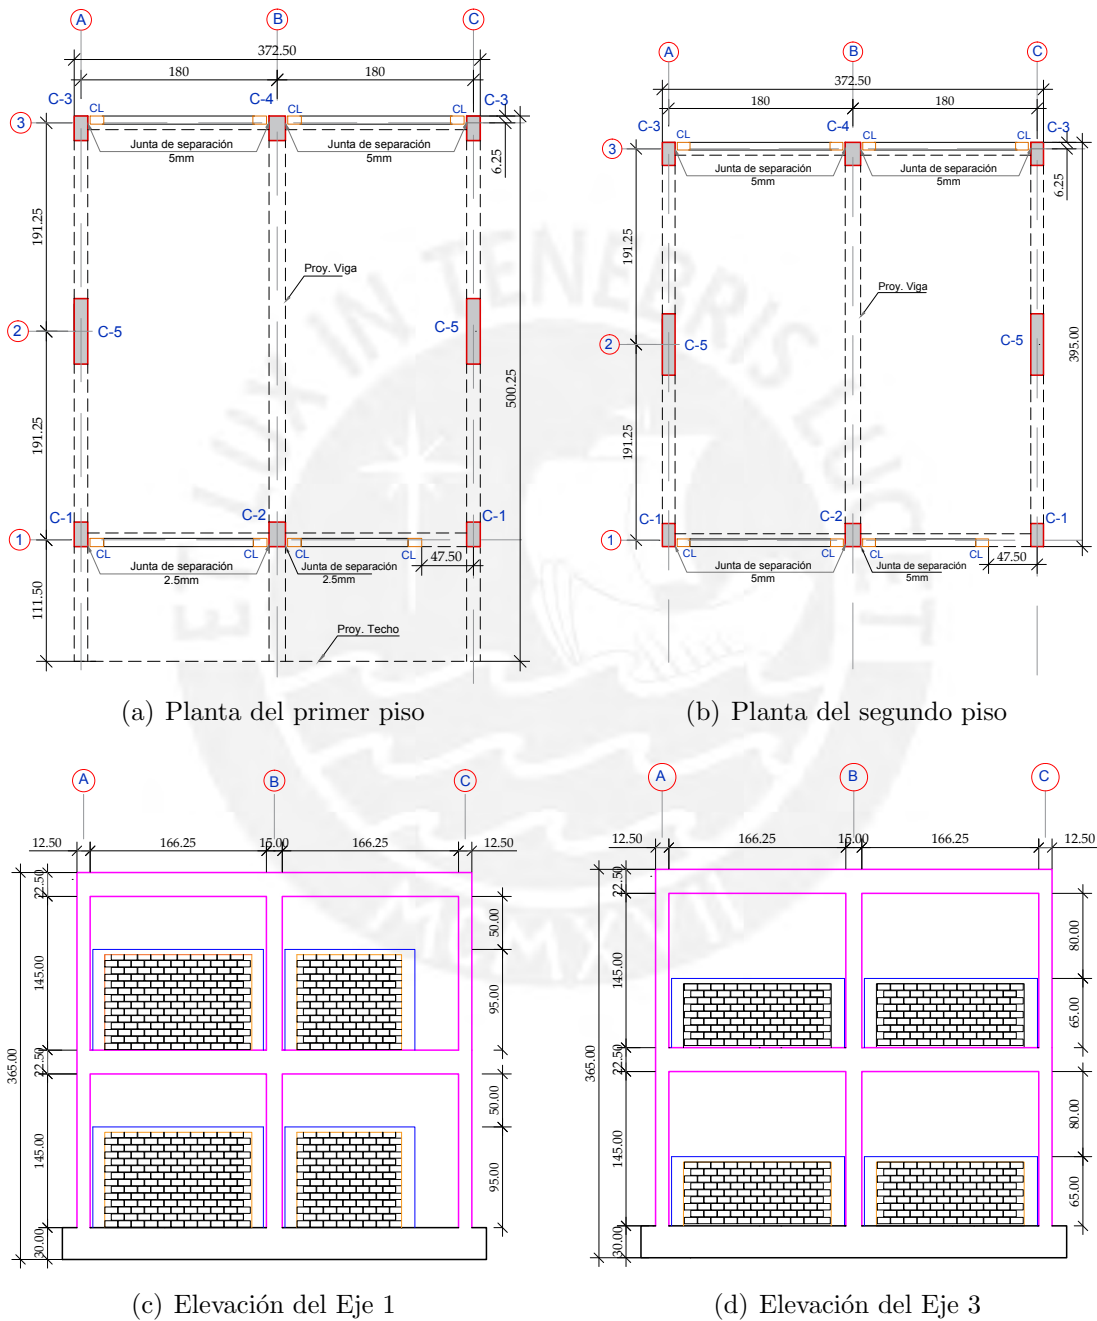 A
B
C
372.50
180
180
C-3
C-4
C-3
CL
CL
CL
CL
3
Junta de separación
5mm
Junta de separación
5mm
6.25
191.25
Proy. Viga
2
C-5
C-5
500.25
191.25
C-1
C-2
C-1
1
CL
CL
CL
CL
47.50
Junta de separación
2.5mm
Junta de separación
2.5mm
111.50
Proy. Techo
(a) Planta del primer piso
A
B
C
372.50
180
180
C-3
C-4
C-3
CL
CL
CL
CL
3
Junta de separación
5mm
Junta de separación
5mm
6.25
191.25
Proy. Viga
2
C-5
C-5
395.00
191.25
C-1
C-2
C-1
1
CL
CL
CL
CL
47.50
Junta de separación
5mm
Junta de separación
5mm
(b) Planta del segundo piso
ET LUX IN TENEBRIS LUCET
MCMXVII
A
B
C
12.50
166.25
15.00
166.25
12.50
22.50
50.00
145.00
95.00
365.00
22.50
50.00
145.00
95.00
30.00
(c) Elevación del Eje 1
A
B
C
12.50
166.25
15.00
166.25
12.50
22.50
80.00
145.00
65.00
365.00
22.50
80.00
145.00
65.00
30.00
(d) Elevación del Eje 3